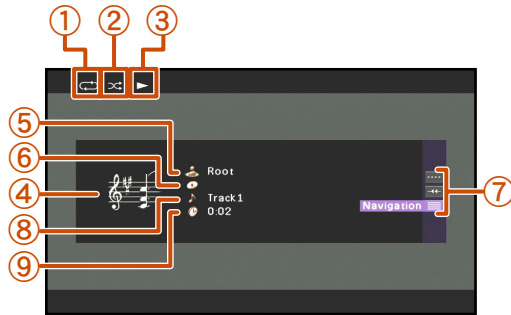 ① ② ③
⑤ Root
⑥
④ ⑦
⑧ Track1
Navigation
⑨ 0:02